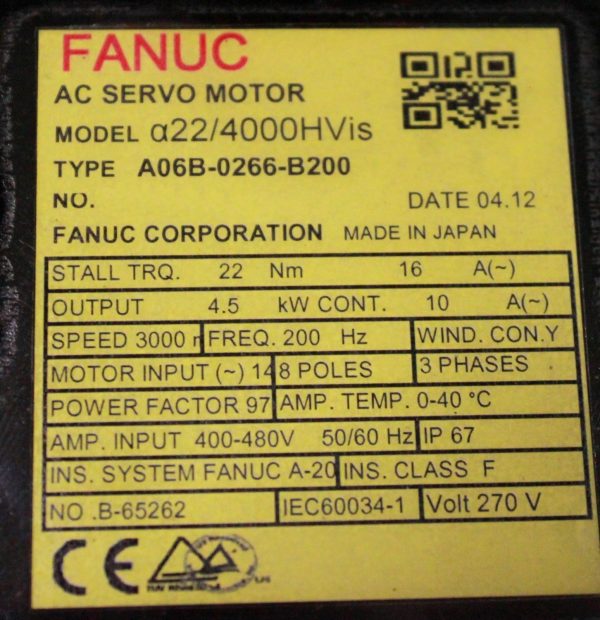 FANUC
AC SERVO MOTOR
MODEL α22/4000HVis
TYPE A06B-0266-B200
NO. DATE 04.12
FANUC CORPORATION MADE IN JAPAN
STALL TRQ. 22 Nm 16 A(~)
OUTPUT 4.5 kW CONT. 10 A(~)
SPEED 3000 r FREQ. 200 Hz WIND. CON.Y
MOTOR INPUT (~) 14 8 POLES 3 PHASES
POWER FACTOR 97 AMP. TEMP. 0-40 °C
AMP. INPUT 400-480V 50/60 Hz IP 67
INS. SYSTEM FANUC A-20 INS. CLASS F
NO .B-65262 IEC60034-1 Volt 270 V
CE